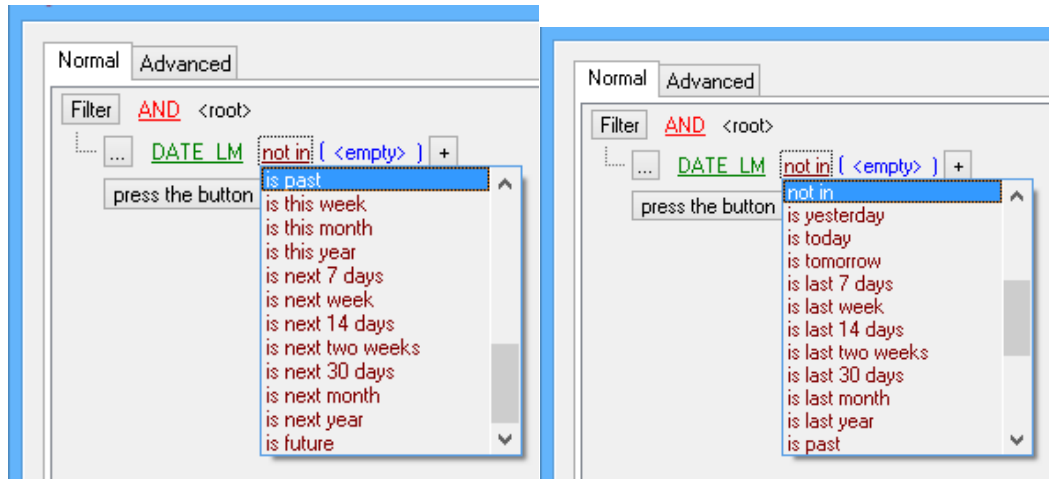 Normal Advanced
Filter AND <root>
... DATE_LM not in ( <empty> ) +
press the button
is past
is this week
is this month
is this year
is next 7 days
is next week
is next 14 days
is next two weeks
is next 30 days
is next month
is next year
is future
Normal Advanced
Filter AND <root>
... DATE_LM not in ( <empty> ) +
press the button
not in
is yesterday
is today
is tomorrow
is last 7 days
is last week
is last 14 days
is last two weeks
is last 30 days
is last month
is last year
is past